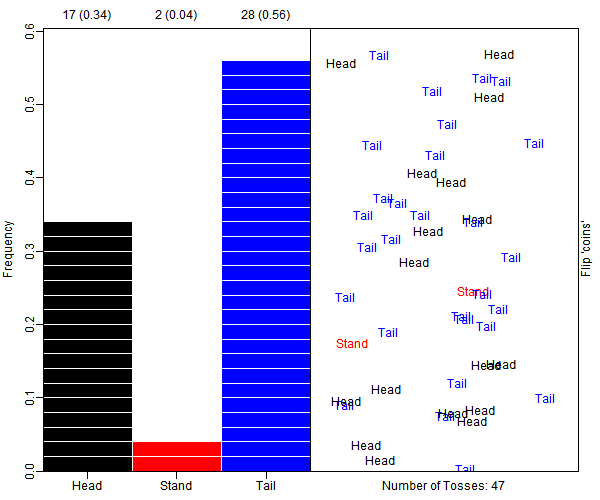 17 (0.34) 2 (0.04) 28 (0.56)
0.6
Head Tail Head
Tail Tail
Tail Head
0.5
Tail
Tail Tail
Tail
Head
0.4
Head
Tail Tail
Tail Tail Head Tail
Head
Tail Tail
0.3
Head Tail
Stand Tail
Tail
Tail
Tail Tail
0.2
Tail Tail
Stand
Head Head
Tail
Head
0.1
Head Tail Tail
Head Head Tail
Head
Head
Head
Tail
0.0
Frequency
Flip 'coins'
Head Stand Tail Number of Tosses: 47